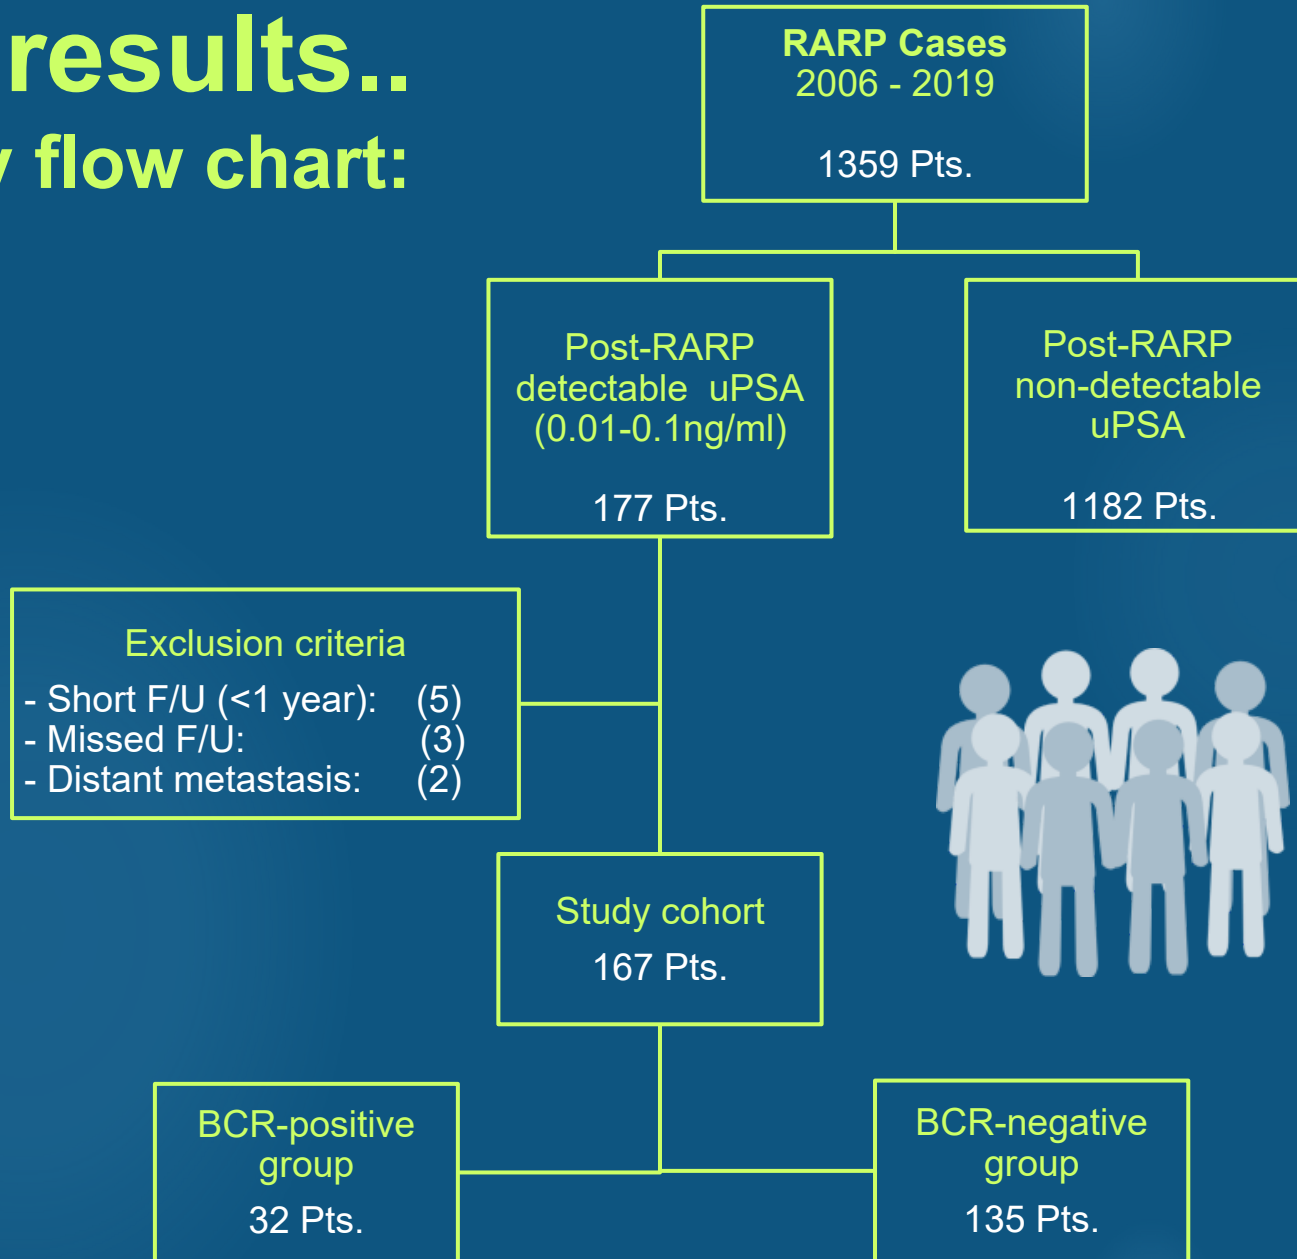 results..
flow chart:
RARP Cases
2006 - 2019
1359 Pts.
Post-RARP
detectable uPSA
(0.01-0.1ng/ml)
177 Pts.
Post-RARP
non-detectable
uPSA
1182 Pts.
Exclusion criteria
- Short F/U (<1 year): (5)
- Missed F/U: (3)
- Distant metastasis: (2)
Study cohort
167 Pts.
BCR-positive
group
32 Pts.
BCR-negative
group
135 Pts.